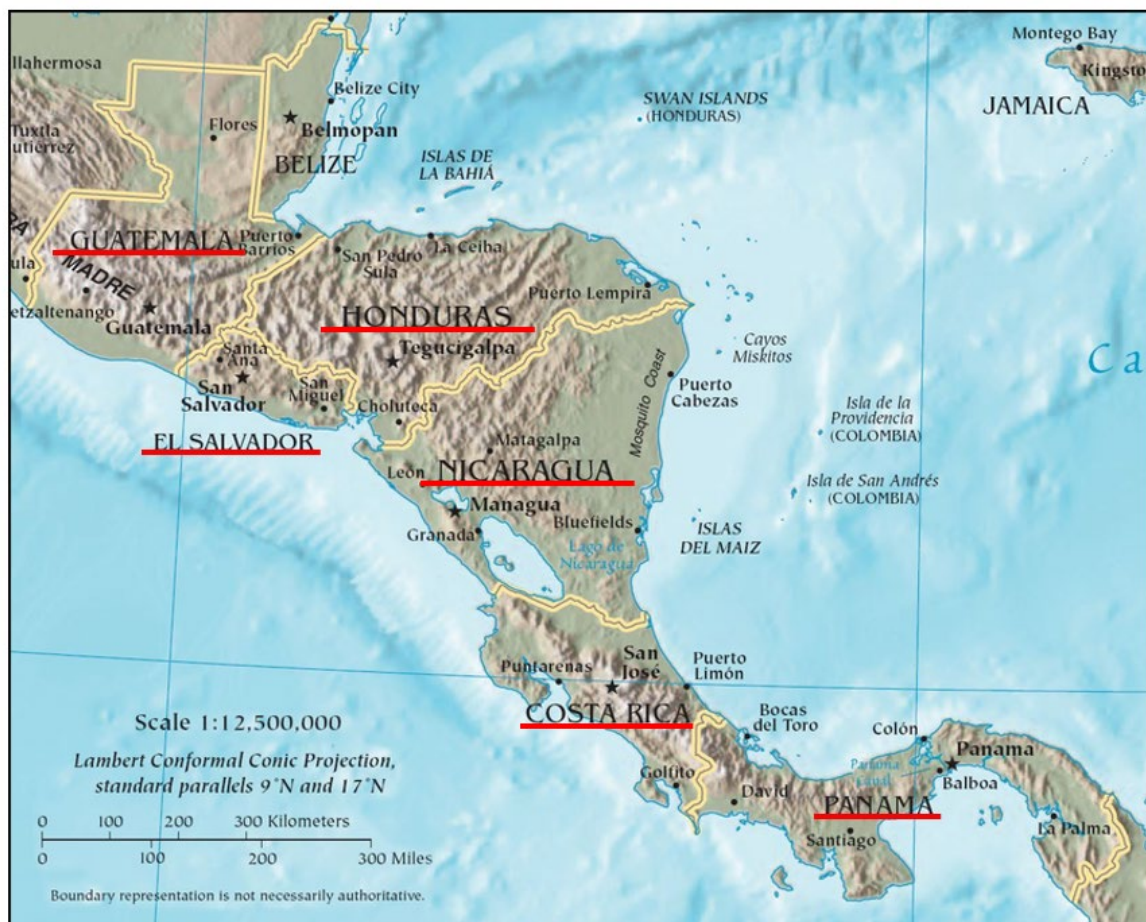 llahermosa
Tuxtla
utiérrez
Flores
Belize City
Belmopan
BELIZE
ISLAS DE
LA BAHIÁ
SWAN ISLANDS
(HONDURAS)
Montego Bay
Kingsto
JAMAICA
RA
MADRE
GUATEMALA
Puerto
Barrios
San Pedro
Sula
La Ceiba
ula
etzaltenango
Guatemala
HONDURAS
Tegucigalpa
Puerto Lempira
Cayos
Miskitos
Ca
Santa
Ana
San
Salvador
San
Miguel
Choluteca
EL SALVADOR
Mosquito Coast
Puerto
Cabezas
Isla de la
Providencia
(COLOMBIA)
Isla de San Andrés
(COLOMBIA)
Matagalpa
León
NICARAGUA
Managua
Granada
Bluefields
Lago de
Nicaragua
ISLAS
DEL MAIZ
Puntarenas
San
José
Puerto
Limón
COSTA RICA
Bocas
del Toro
Colón
Panama
Panama
Canal
Balboa
Golfito
David
PANAMA
Santiago
La Palma
Scale 1:12,500,000
Lambert Conformal Conic Projection,
standard parallels 9°N and 17°N
0 100 200 300 Kilometers
0 100 200 300 Miles
Boundary representation is not necessarily authoritative.